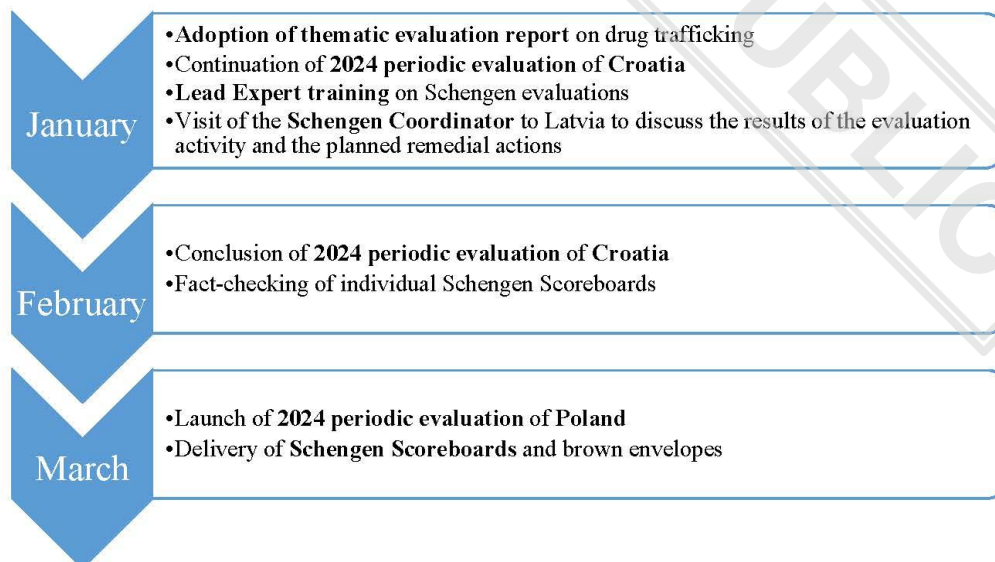 January
•Adoption of thematic evaluation report on drug trafficking
•Continuation of 2024 periodic evaluation of Croatia
•Lead Expert training on Schengen evaluations
•Visit of the Schengen Coordinator to Latvia to discuss the results of the evaluation
activity and the planned remedial actions
February
•Conclusion of 2024 periodic evaluation of Croatia
•Fact-checking of individual Schengen Scoreboards
March
•Launch of 2024 periodic evaluation of Poland
•Delivery of Schengen Scoreboards and brown envelopes